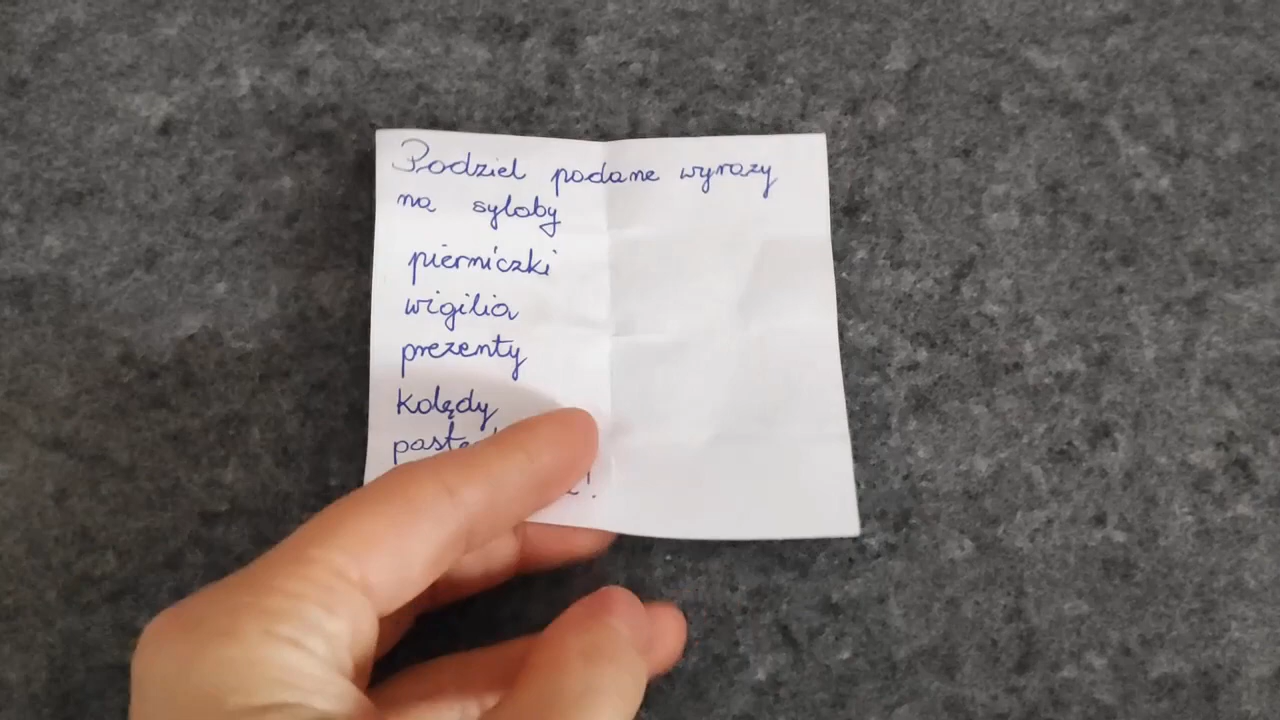 Podziel podane wyrazy
na sylaby
pierniczki
wigilia
prezenty
kolędy